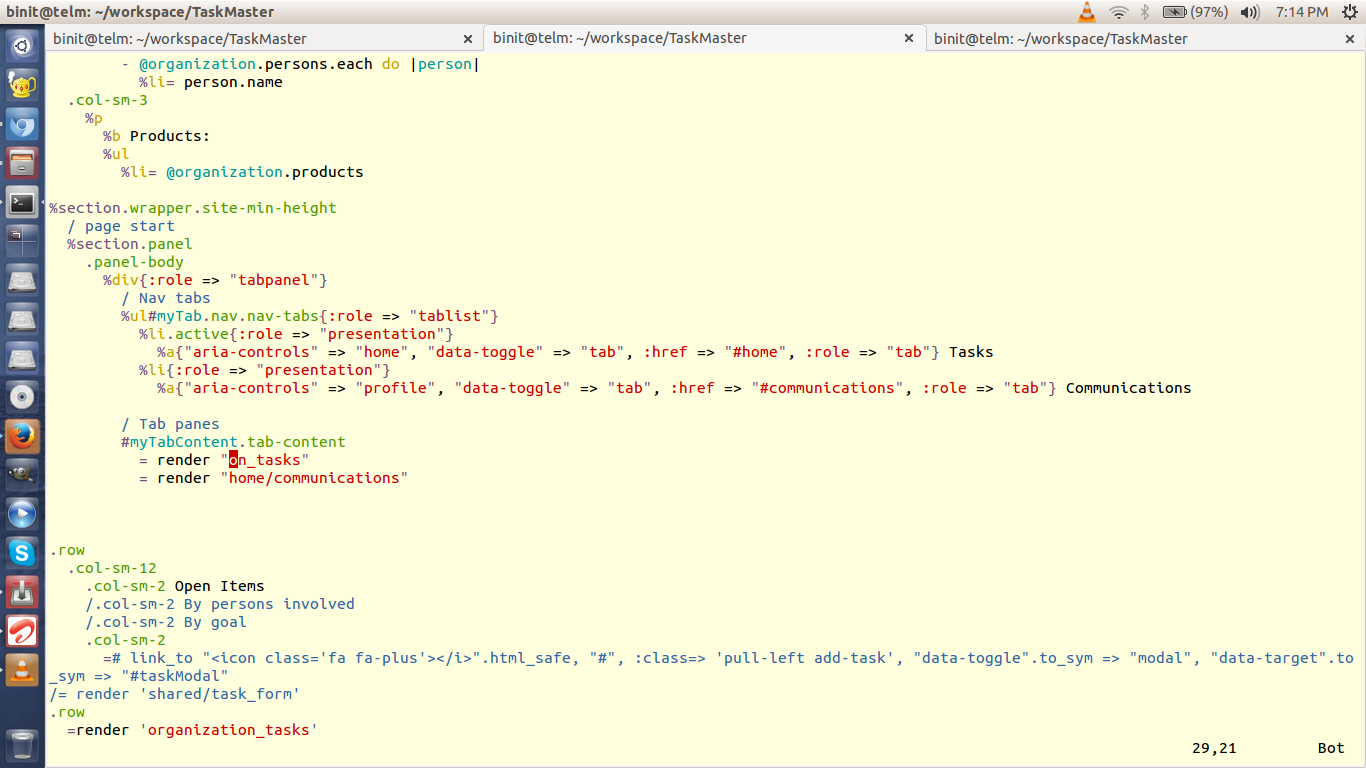 binit@telm: ~/workspace/TaskMaster
(97%)
7:14 PM
binit@telm: ~/workspace/TaskMaster
binit@telm: ~/workspace/TaskMaster
binit@telm: ~/workspace/TaskMaster
- @organization.persons.each do |person|
%li= person.name
.col-sm-3
%p
%b Products:
%ul
%li= @organization.products
%section.wrapper.site-min-height
/ page start
%section.panel
.panel-body
%div{:role => "tabpanel"}
/ Nav tabs
%ul#myTab.nav.nav-tabs{:role => "tablist"}
%li.active{:role => "presentation"}
%a{"aria-controls" => "home", "data-toggle" => "tab", :href => "#home", :role => "tab"} Tasks
%li{:role => "presentation"}
%a{"aria-controls" => "profile", "data-toggle" => "tab", :href => "#communications", :role => "tab"} Communications
/ Tab panes
#myTabContent.tab-content
= render "on_tasks"
= render "home/communications"
.row
.col-sm-12
.col-sm-2 Open Items
/.col-sm-2 By persons involved
/.col-sm-2 By goal
.col-sm-2
=# link_to "<icon class='fa fa-plus'></i>".html_safe, "#", :class=> 'pull-left add-task', "data-toggle".to_sym => "modal", "data-target".to
_sym => "#taskModal"
/= render 'shared/task_form'
.row
=render 'organization_tasks'
29,21 Bot